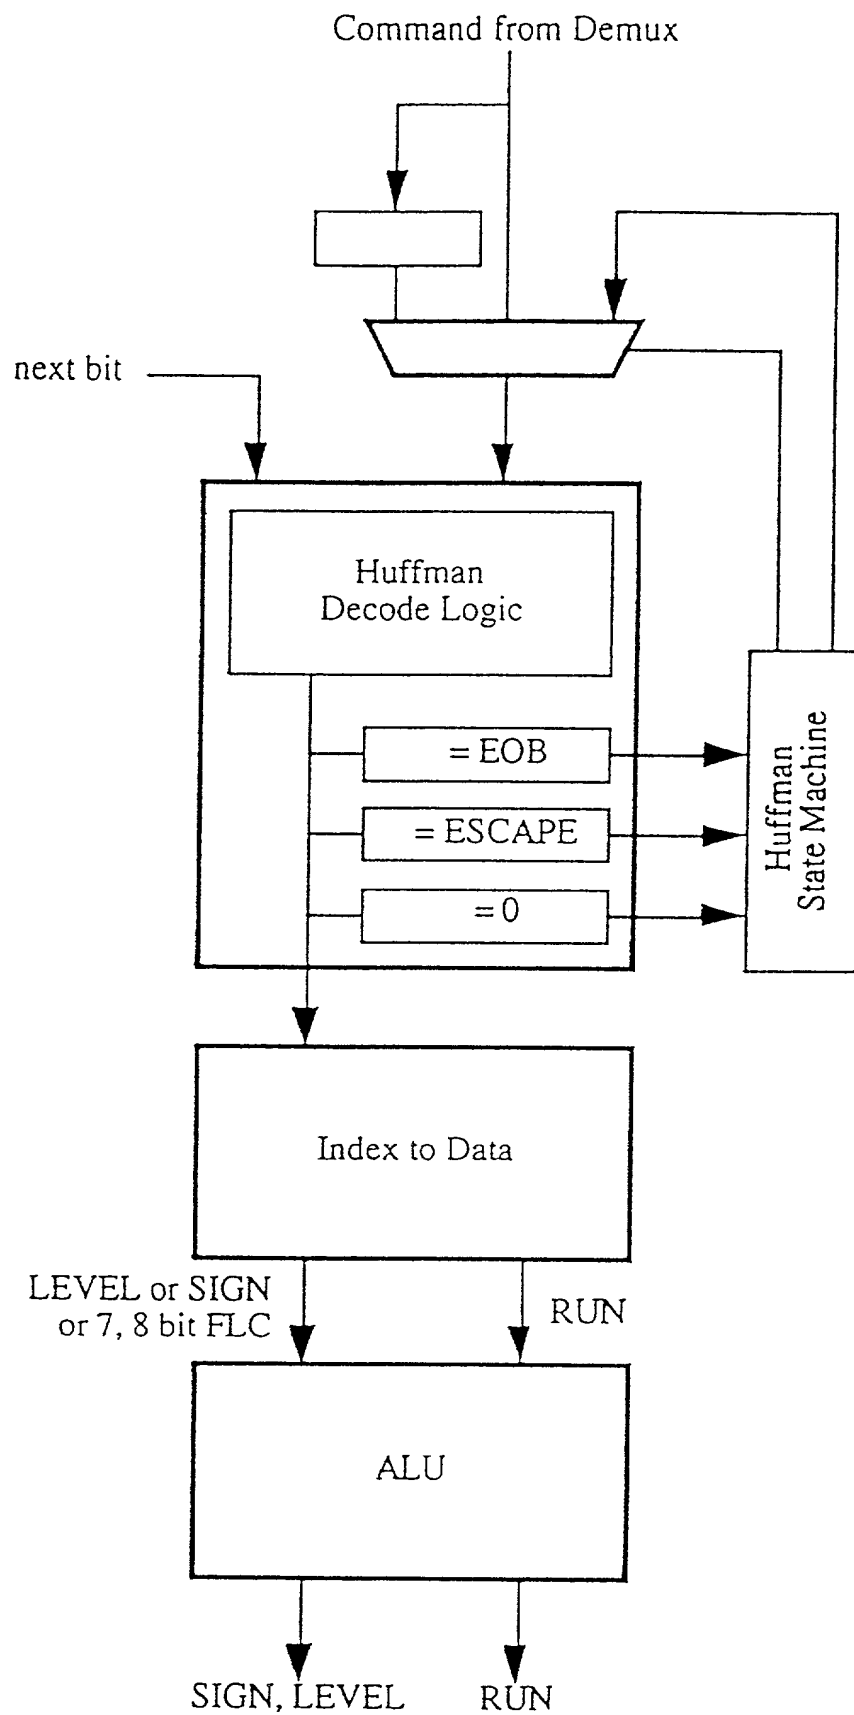 Command from Demux
next bit
Huffman
Decode Logic
= EOB
= ESCAPE
= 0
Huffman
State Machine
Index to Data
LEVEL or SIGN
or 7, 8 bit FLC
RUN
ALU
SIGN, LEVEL
RUN